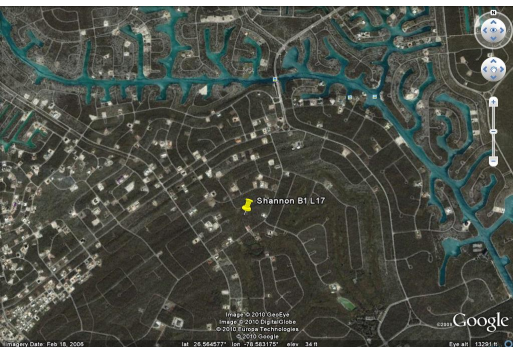 N
Shannon B1 L17
Image © 2010 GeoEye
Image © 2010 DigitalGlobe
© 2010 Europa Technologies
© 2010 Google
©2009 Google
Imagery Date: Feb 18, 2006
lat 26.564577° lon -78.583175° elev 34 ft
Eye alt 13291 ft